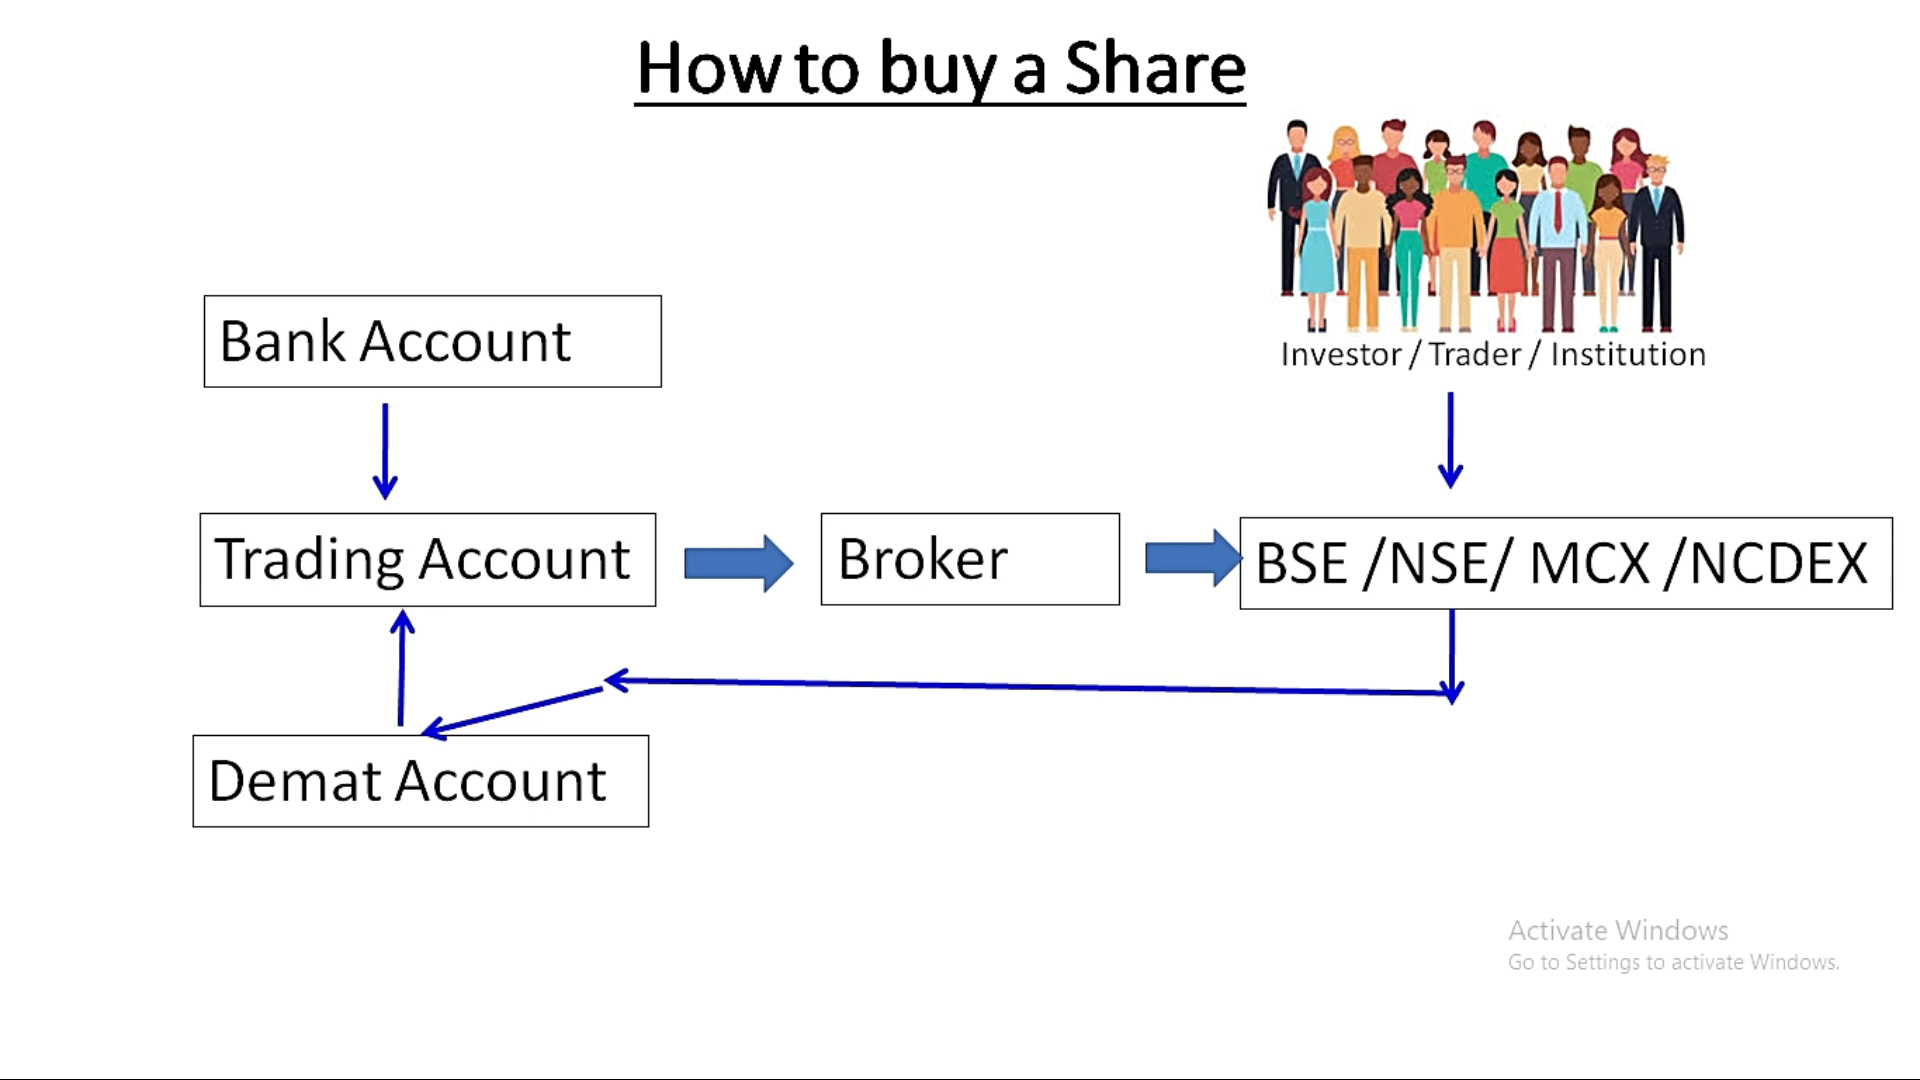 How to buy a Share
Investor / Trader / Institution
Bank Account
Trading Account
Broker
BSE /NSE/ MCX /NCDEX
Demat Account
Activate Windows
Go to Settings to activate Windows.